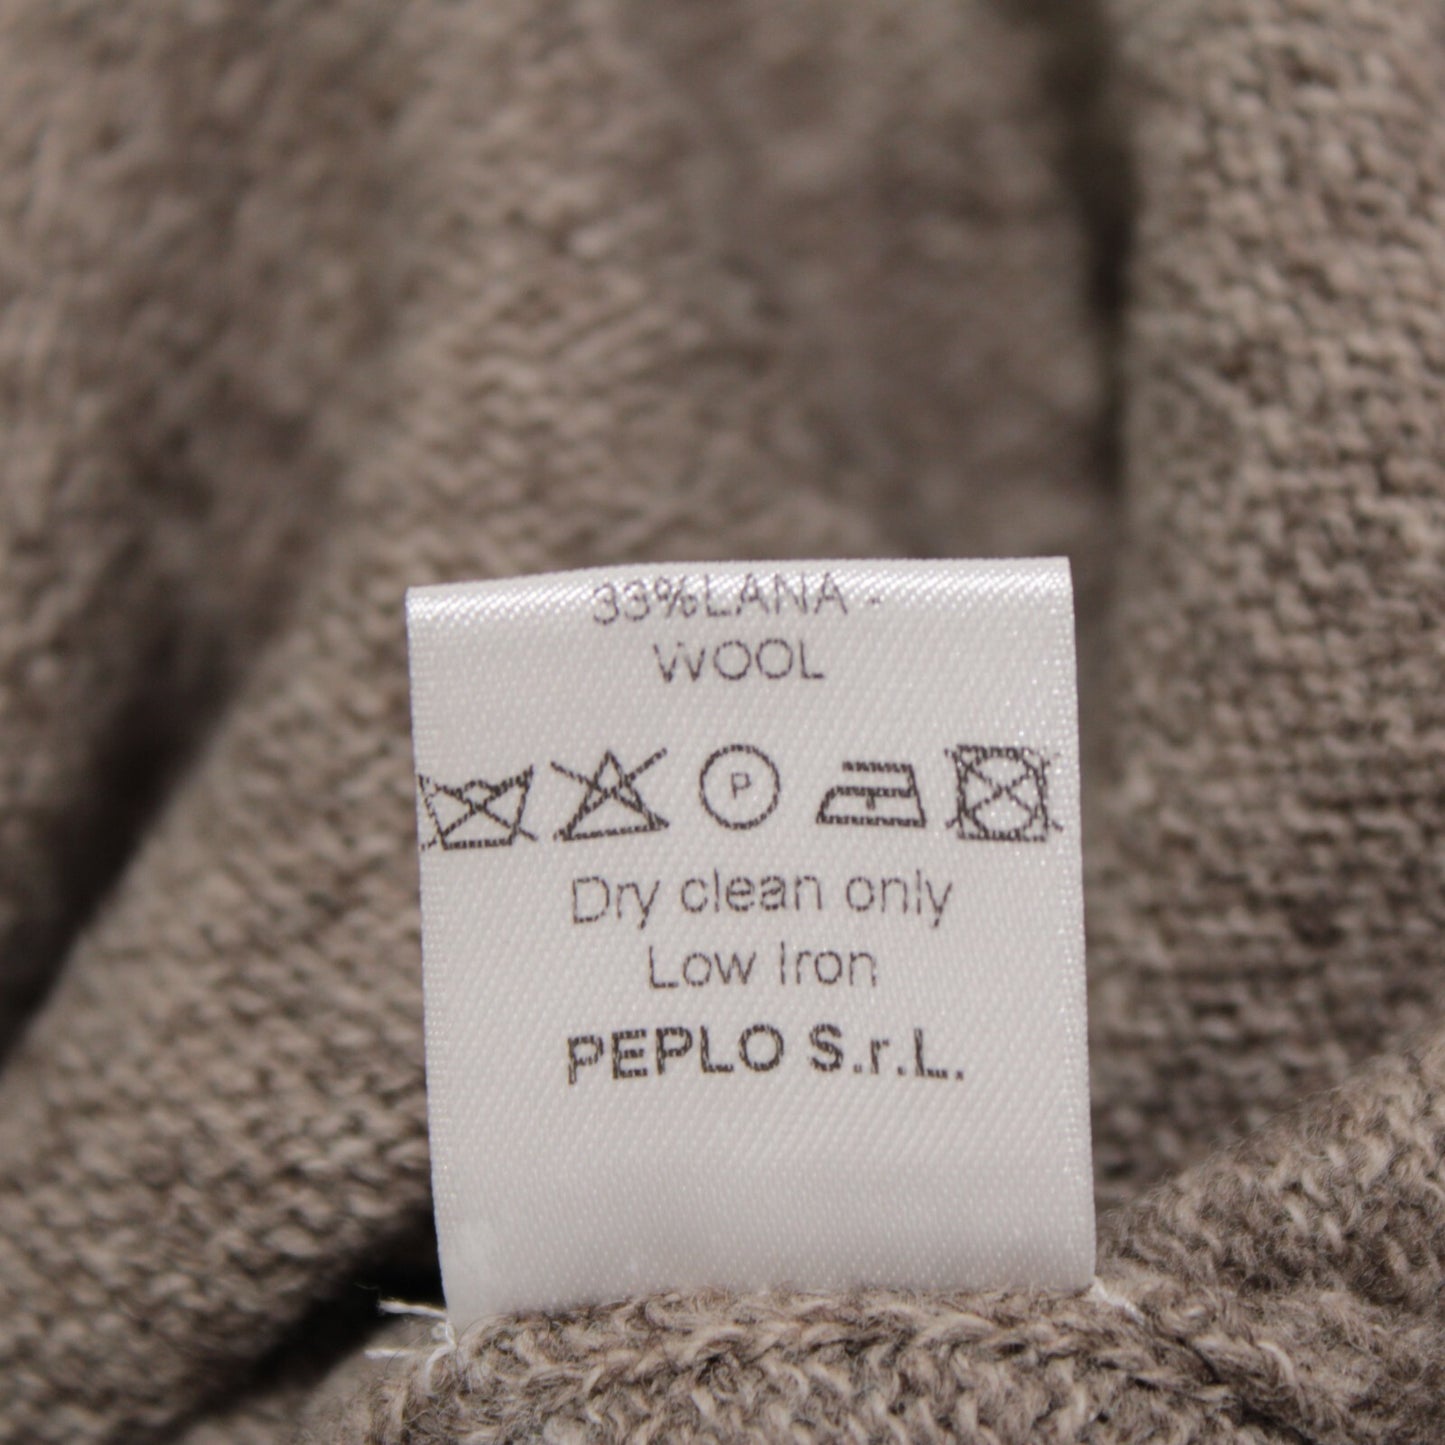 33%LANA -
WOOL
P
Dry clean only
Low Iron
PEPLO S.r.L.